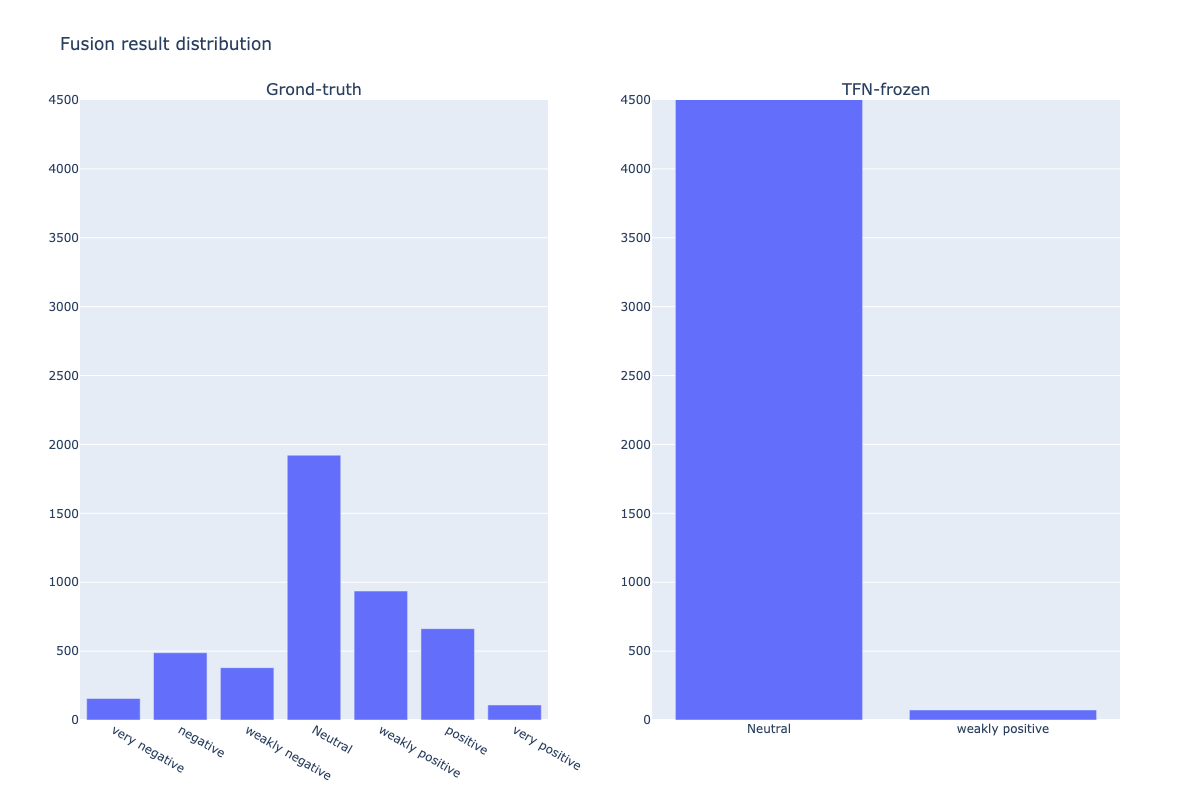 Fusion result distribution
Grond-truth
4500
4000
3500
3000
2500
2000
1500
1000
500
0
very negative
negative
weakly negative
Neutral
weakly positive
positive
very positive
TFN-frozen
4500
4000
3500
3000
2500
2000
1500
1000
500
0
Neutral
weakly positive